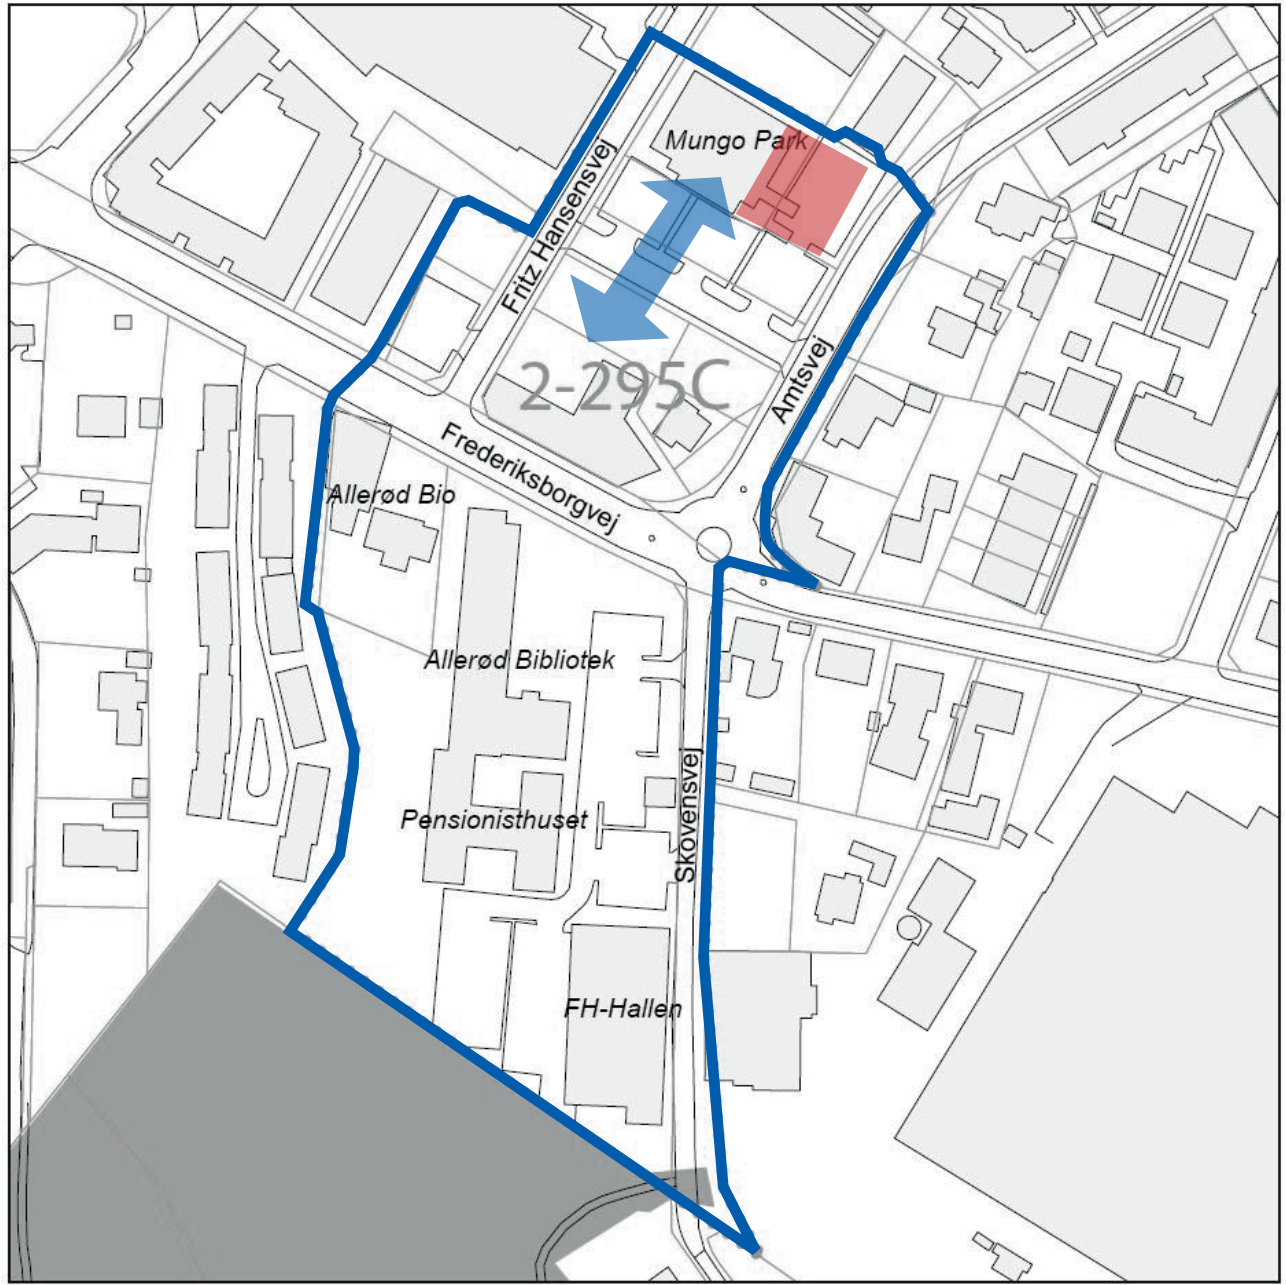 Mungo Park
Fritz Hansensvej
2-295C
Amtsvej
Frederiksborgvej
Allerød Bio
Allerød Bibliotek
Skovensvej
Pensionisthuset
FH-Hallen